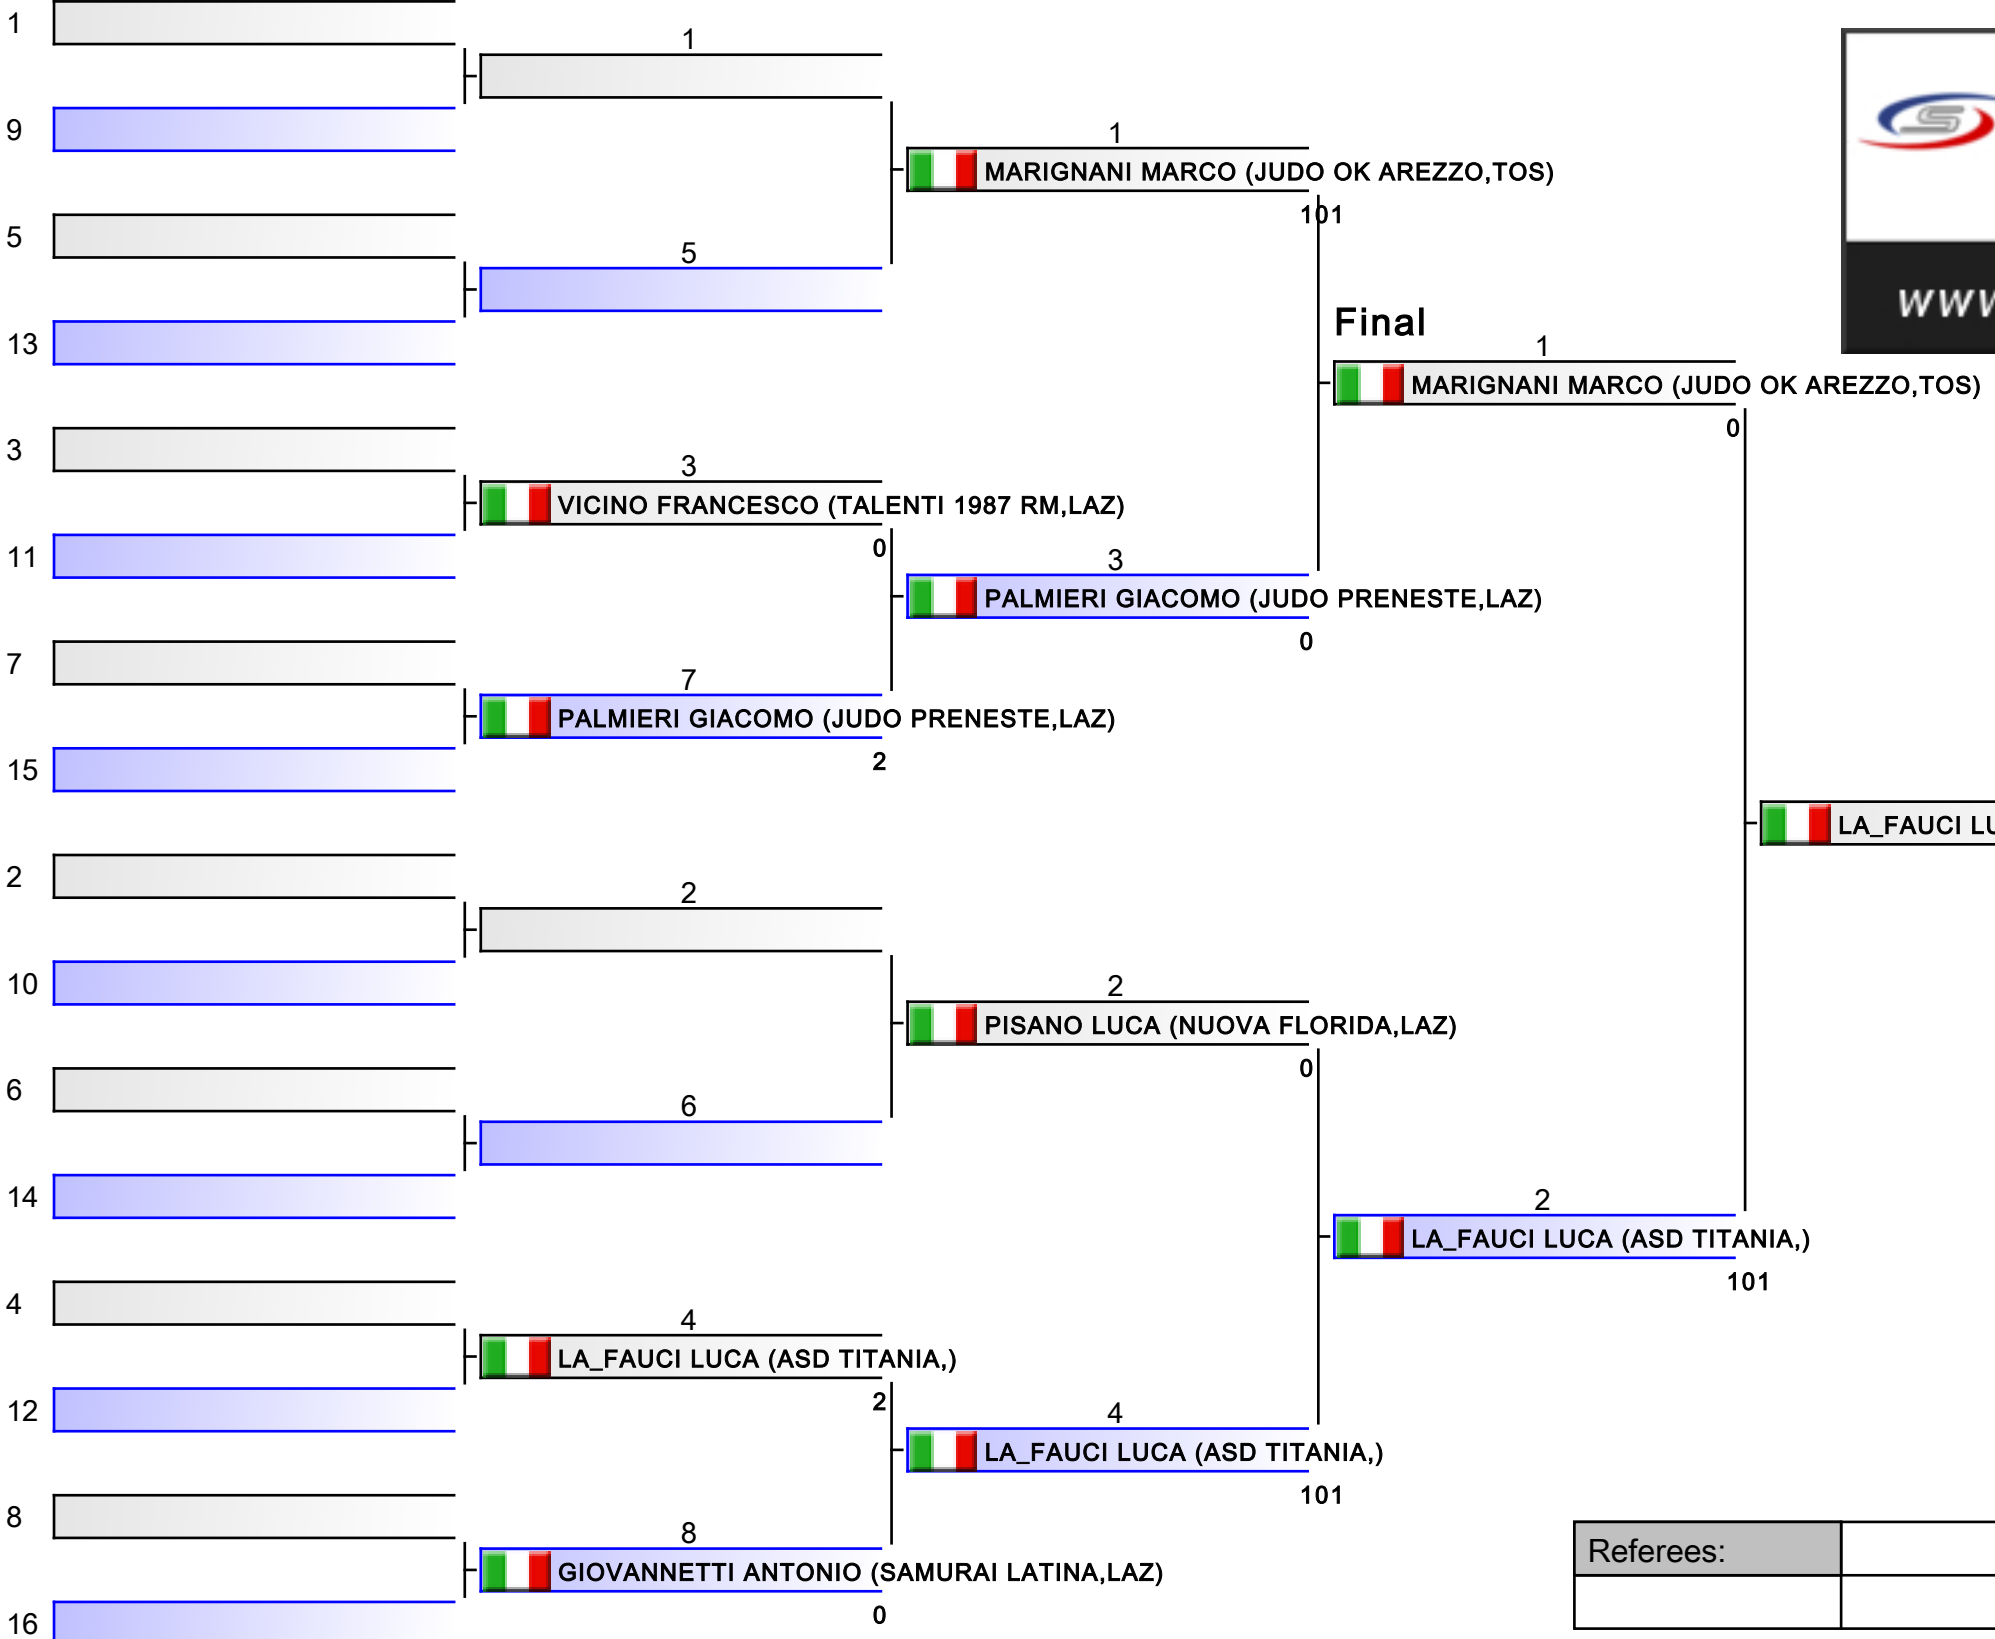 1
9
5
13
3
11
7
15
2
10
6
14
4
12
8
16
1
5
3
VICINO FRANCESCO (TALENTI 1987 RM,LAZ)
0
7
PALMIERI GIACOMO (JUDO PRENESTE,LAZ)
2
2
6
4
LA_FAUCI LUCA (ASD TITANIA,)
2
8
GIOVANNETTI ANTONIO (SAMURAI LATINA,LAZ)
0
1
MARIGNANI MARCO (JUDO OK AREZZO,TOS)
101
3
PALMIERI GIACOMO (JUDO PRENESTE,LAZ)
0
2
PISANO LUCA (NUOVA FLORIDA,LAZ)
0
4
LA_FAUCI LUCA (ASD TITANIA,)
101
Final
1
MARIGNANI MARCO (JUDO OK AREZZO,TOS)
0
2
LA_FAUCI LUCA (ASD TITANIA,)
101
LA_FAUCI LU
S
www
Referees: